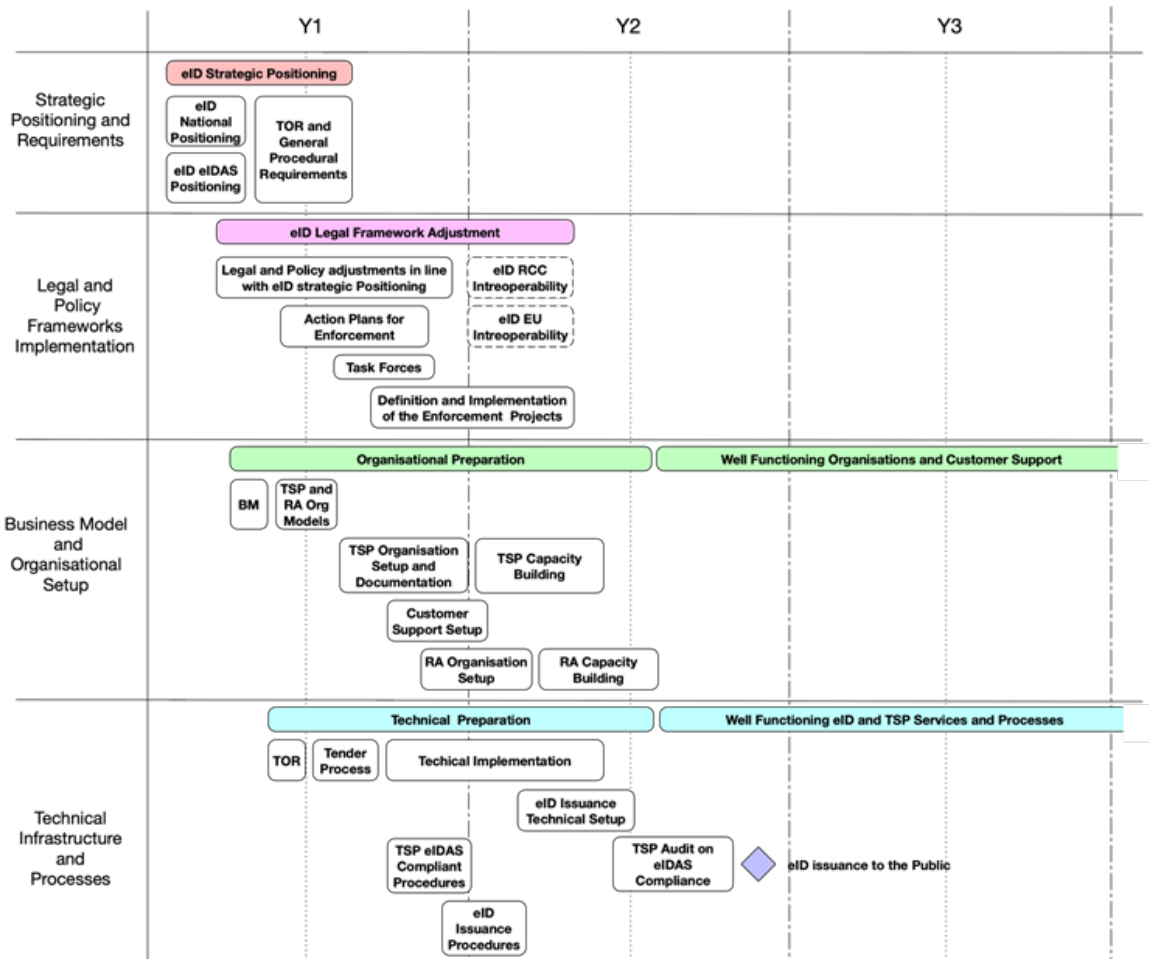 Y1
Y2
Y3
Strategic
Positioning and
Requirements
eID Strategic Positioning
eID
National
Positioning
eID eIDAS
Positioning
TOR and
General
Procedural
Requirements
Legal and
Policy
Frameworks
Implementation
eID Legal Framework Adjustment
Legal and Policy adjustments in line
with eID strategic Positioning
eID RCC
Intreoperability
Action Plans for
Enforcement
eID EU
Intreoperability
Task Forces
Definition and Implementation
of the Enforcement Projects
Business Model
and
Organisational
Setup
Organisational Preparation
Well Functioning Organisations and Customer Support
BM
TSP and
RA Org
Models
TSP Organisation
Setup and
Documentation
TSP Capacity
Building
Customer
Support Setup
RA Organisation
Setup
RA Capacity
Building
Technical
Infrastructure
and
Processes
Technical Preparation
Well Functioning eID and TSP Services and Processes
TOR
Tender
Process
Techical Implementation
eID Issuance
Technical Setup
TSP eIDAS
Compliant
Procedures
TSP Audit on
eIDAS
Compliance
eID issuance to the Public
eID
Issuance
Procedures